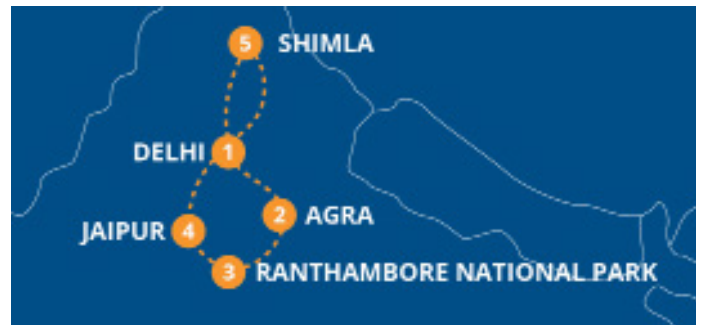 5 SHIMLA
DELHI 1
2 AGRA
JAIPUR 4
3 RANTHAMBORE NATIONAL PARK